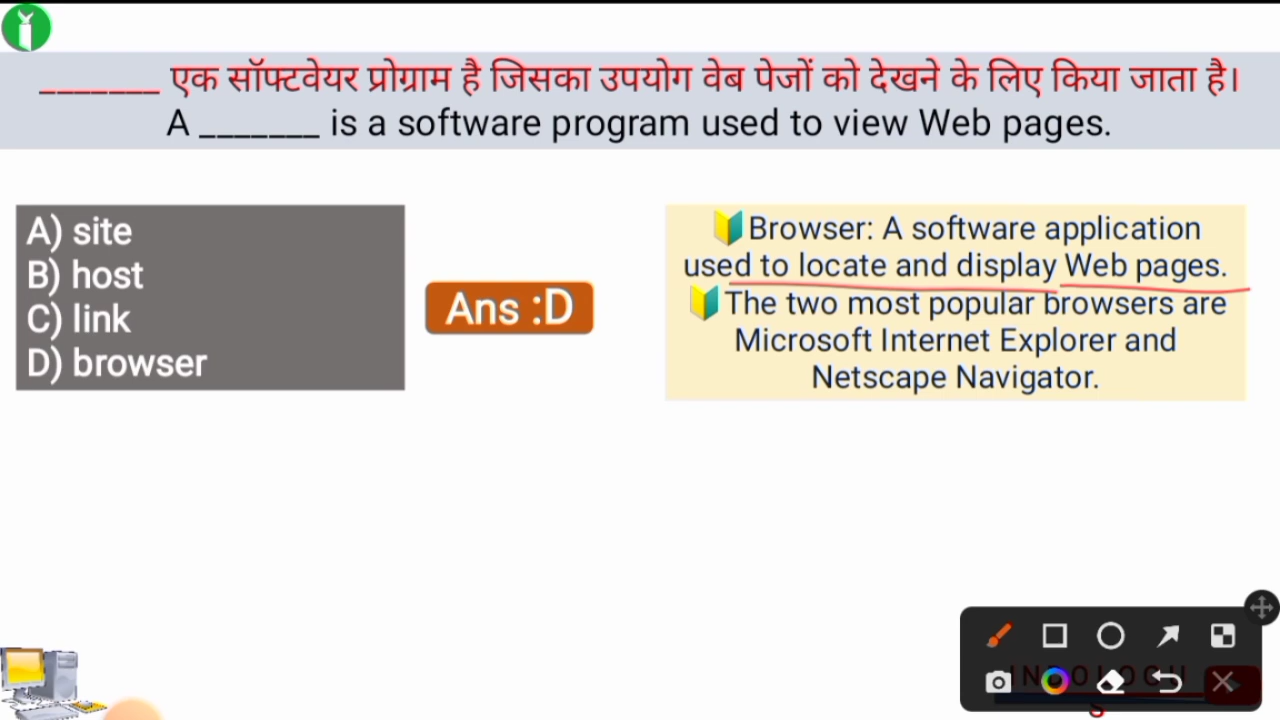 _______ एक सॉफ्टवेयर प्रोग्राम है जिसका उपयोग वेब पेजों को देखने के लिए किया जाता है।
A _______ is a software program used to view Web pages.
A) site
B) host
C) link
D) browser
Ans :D
Browser: A software application
used to locate and display Web pages.
The two most popular browsers are
Microsoft Internet Explorer and
Netscape Navigator.